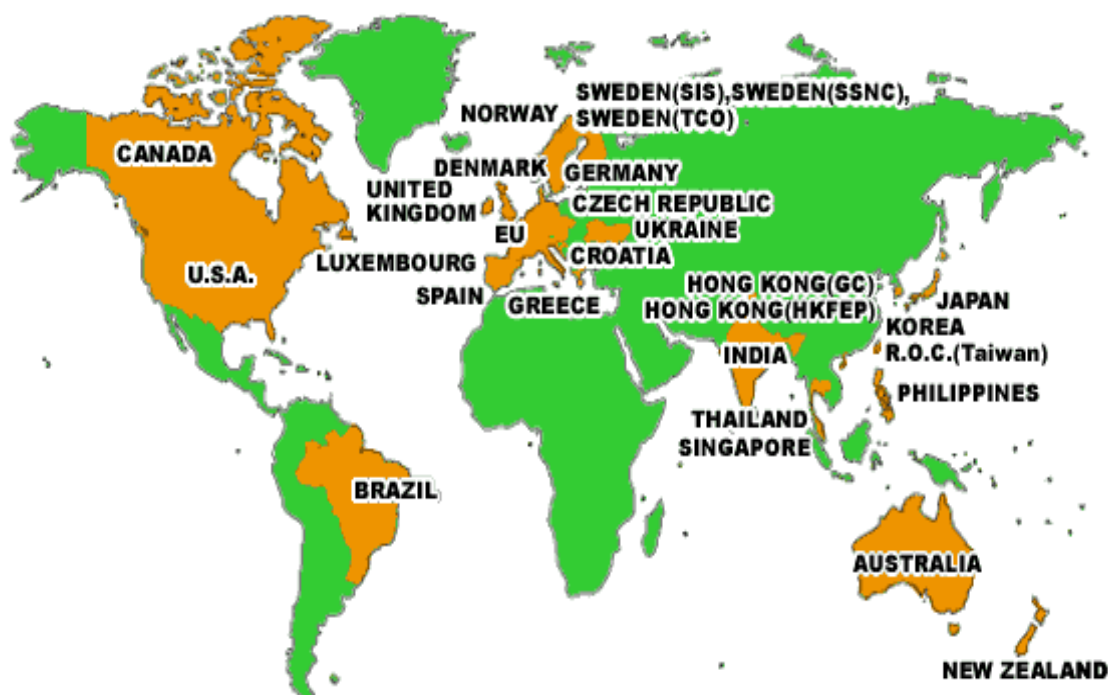 SWEDEN(SIS),SWEDEN(SSNC),
SWEDEN(TCO)
NORWAY
CANADA
DENMARK
GERMANY
UNITED
KINGDOM
CZECH REPUBLIC
EU
UKRAINE
LUXEMBOURG
CROATIA
U.S.A.
SPAIN
GREECE
HONG KONG(GC)
HONG KONG(HKFEP)
JAPAN
KOREA
R.O.C.(Taiwan)
INDIA
PHILIPPINES
THAILAND
SINGAPORE
BRAZIL
AUSTRALIA
NEW ZEALAND